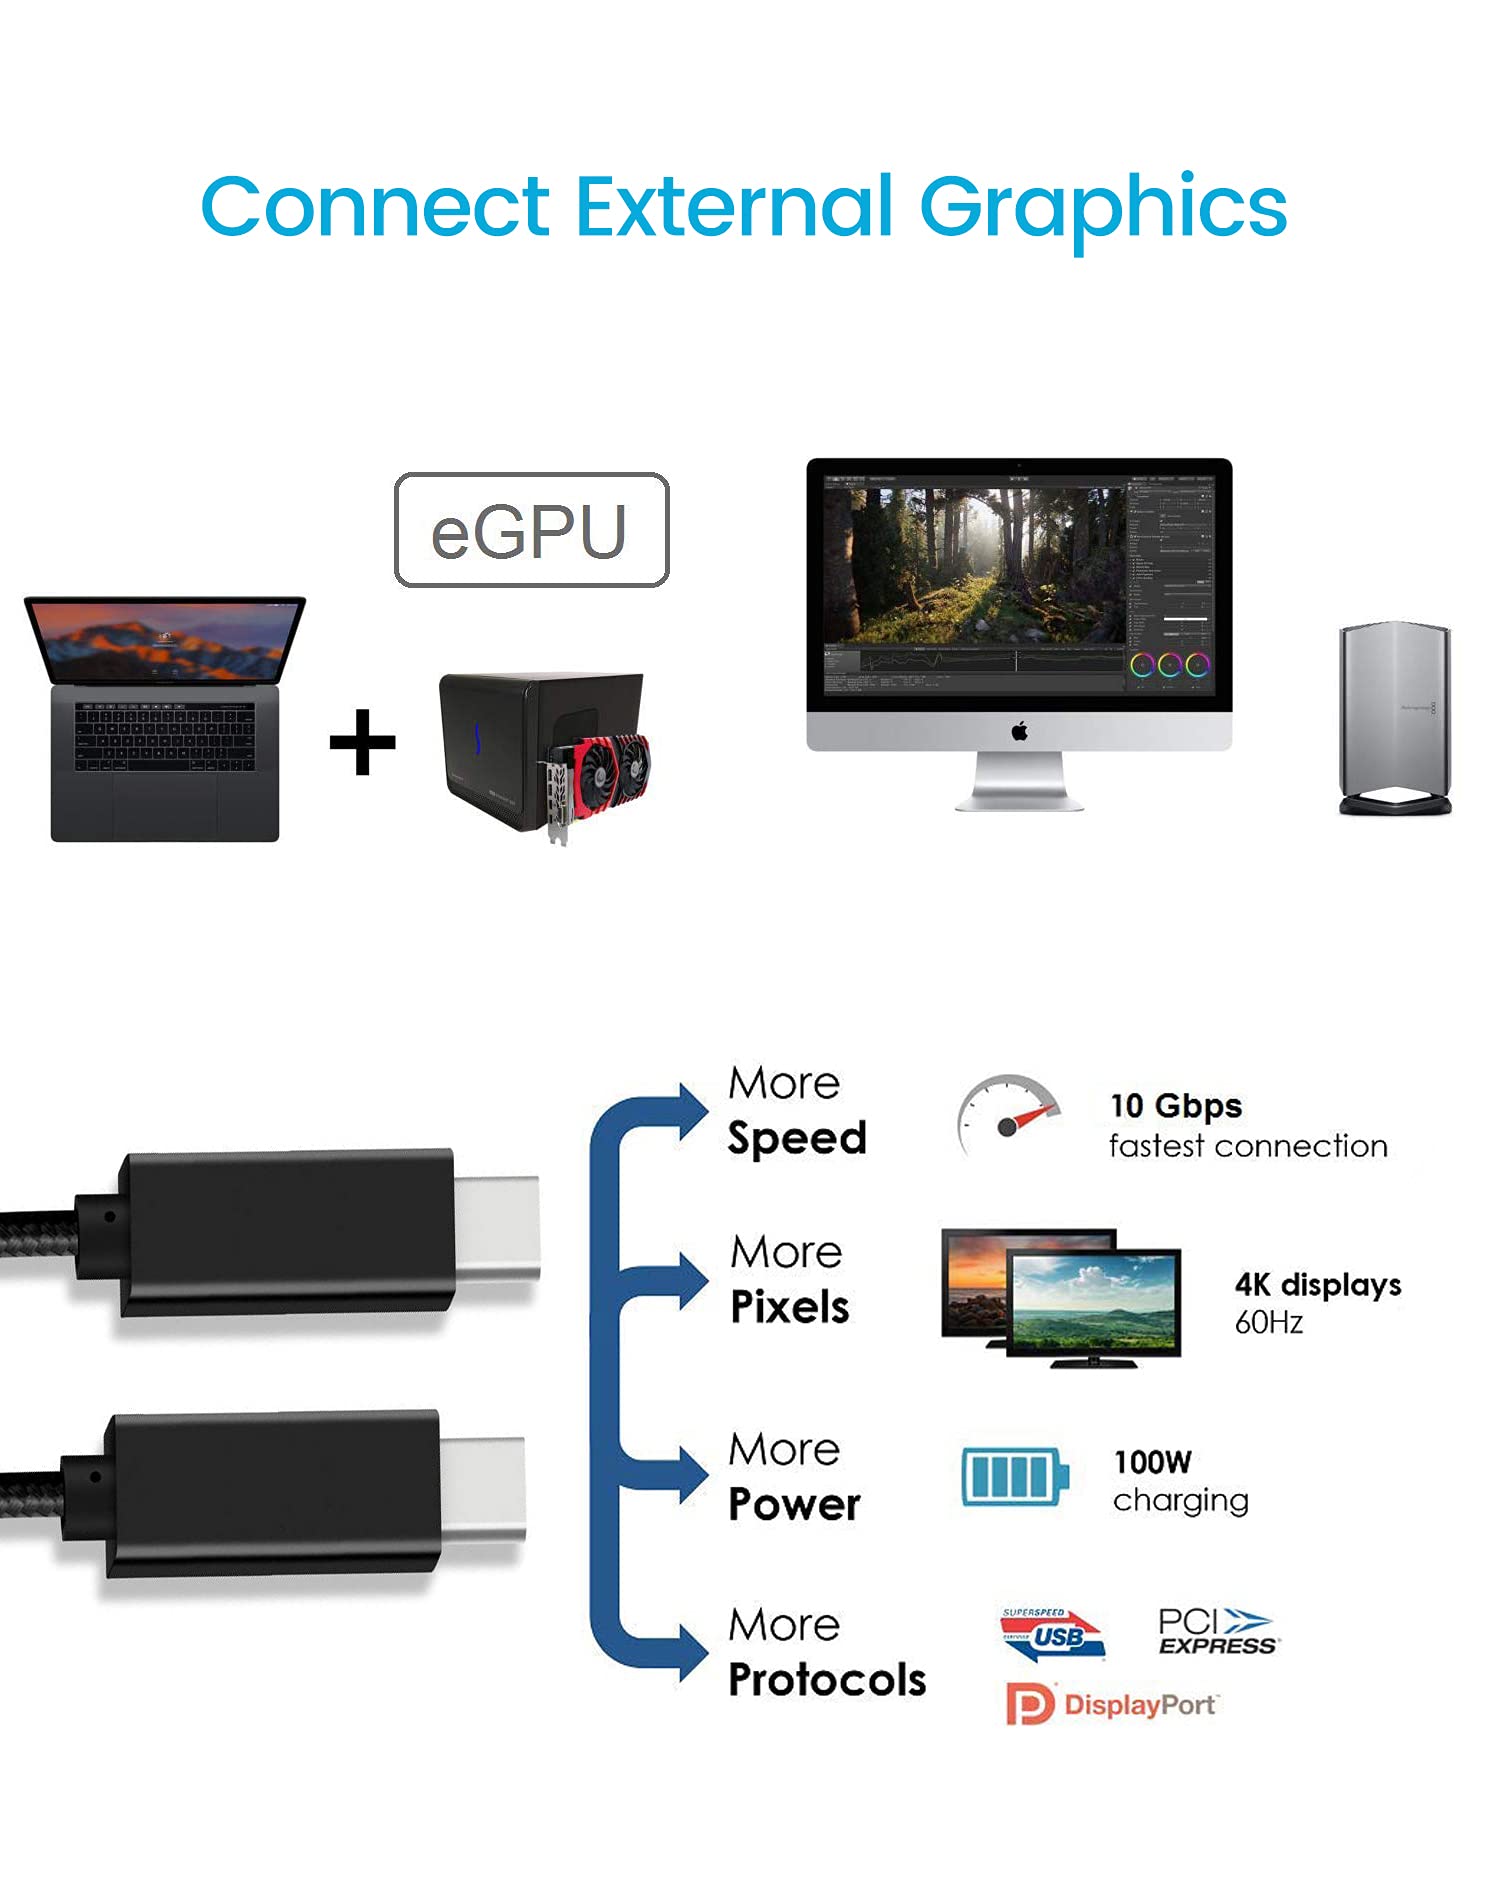 Connect External Graphics
eGPU
More
Speed
10 Gbps
fastest connection
More
Pixels
4K displays
60Hz
More
Power
100W
charging
More
Protocols
SUPERSPEED
CERTIFIED
USB
PCI
EXPRESS
DisplayPort